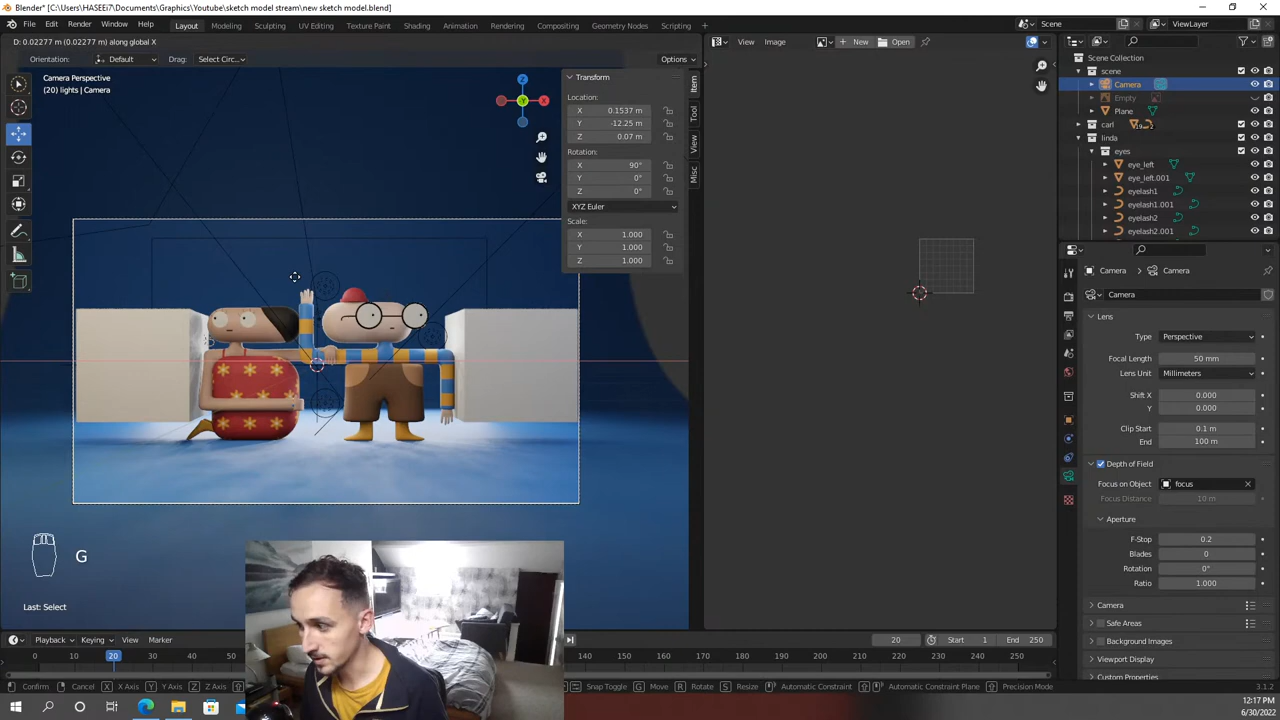 Blender* [C:\Users\HASEEi7\Documents\Graphics\Youtube\sketch model stream\new sketch model.blend]
File Edit Render Window Help Layout Modeling Sculpting UV Editing Texture Paint Shading Animation Rendering Compositing Geometry Nodes Scripting Scene ViewLayer
D: 0.02277 m (0.02277 m) along global X
View Image New Open
Orientation: Default Drag: Select Circ... Options
Camera Perspective
(20) lights | Camera
Transform
Location:
X 0.1537 m
Y -12.25 m
Z 0.07 m
Rotation:
X 90°
Y 0°
Z 0°
XYZ Euler
Scale:
X 1.000
Y 1.000
Z 1.000
Item
Tool
View
Misc
Z
X
Y
Scene Collection
scene
Camera
Empty
Plane
carl
linda
eyes
eye_left
eye_left.001
eyelash1
eyelash1.001
eyelash2
eyelash2.001
Camera Camera
Camera
Lens
Type Perspective
Focal Length 50 mm
Lens Unit Millimeters
Shift X 0.000
Y 0.000
Clip Start 0.1 m
End 100 m
Depth of Field
Focus on Object focus
Focus Distance 10 m
Aperture
F-Stop 0.2
Blades 0
Rotation 0°
Ratio 1.000
Camera
Safe Areas
Background Images
Viewport Display
Custom Properties
G
Last: Select
Playback Keying View Marker 20 Start 1 End 250
0 10 20 30 40 140 150 160 170 180 190 200 210 220 230 240 250
Confirm Cancel X X Axis Y Y Axis Z Z Axis Snap Toggle G Move R Rotate S Resize Automatic Constraint Automatic Constraint Plane Precision Mode
3.1.2
12:17 PM
6/30/2022